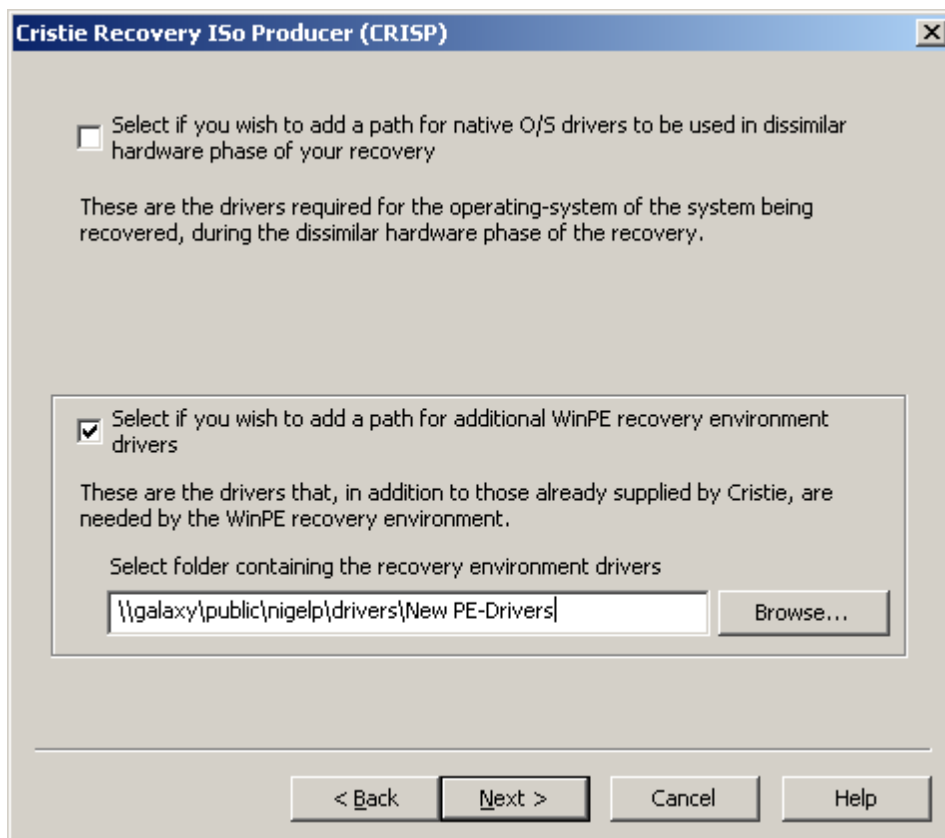 Cristie Recovery ISo Producer (CRISP)
Select if you wish to add a path for native O/S drivers to be used in dissimilar
hardware phase of your recovery
These are the drivers required for the operating-system of the system being
recovered, during the dissimilar hardware phase of the recovery.
Select if you wish to add a path for additional WinPE recovery environment
drivers
These are the drivers that, in addition to those already supplied by Cristie, are
needed by the WinPE recovery environment.
Select folder containing the recovery environment drivers
\\galaxy\public\nigelp\drivers\New PE-Drivers
Browse...
< Back
Next >
Cancel
Help